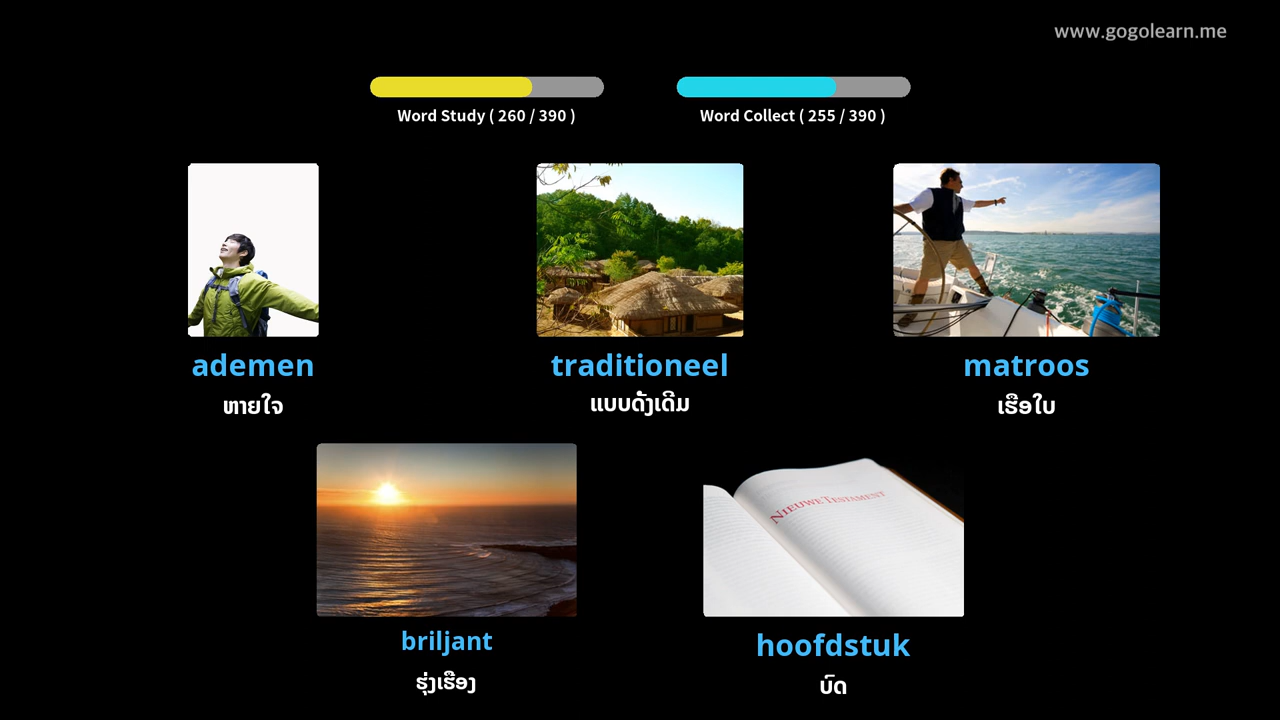 www.gogolearn.me
Word Study ( 260 / 390 )
Word Collect ( 255 / 390 )
ademen
ຫາຍໃຈ
traditioneel
ແບບດັ້ງເດີມ
matroos
ເຮືອໃບ
NIEUWE TESTAMENT
briljant
ຮຸ່ງເຮືອງ
hoofdstuk
ບົດ